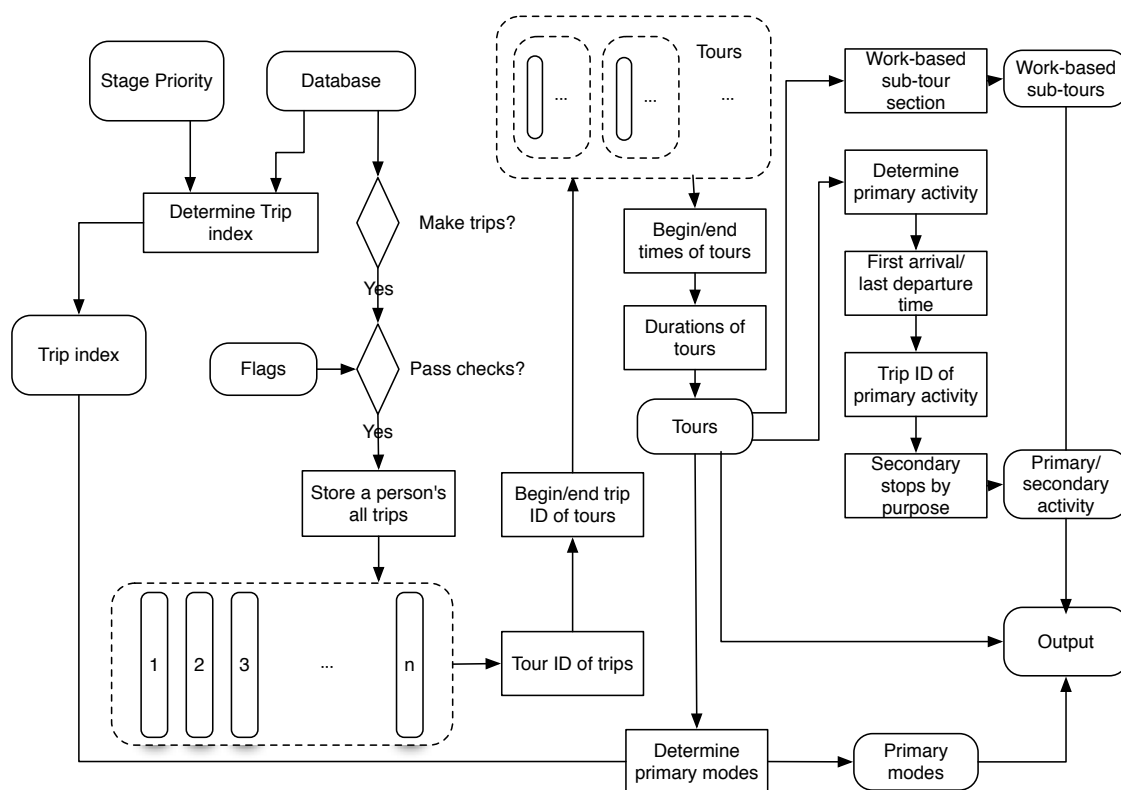 Stage Priority
Database
Tours
...
...
...
Work-based
sub-tour
section
Work-based
sub-tours
Determine Trip
index
Make trips?
Begin/end
times of tours
Determine
primary activity
Yes
First arrival/
last departure
time
Trip index
Flags
Pass checks?
Durations of
tours
Trip ID of
primary activity
Yes
Tours
Store a person's
all trips
Begin/end trip
ID of tours
Secondary
stops by
purpose
Primary/
secondary
activity
1
2
3
...
n
Tour ID of trips
Output
Determine
primary modes
Primary
modes